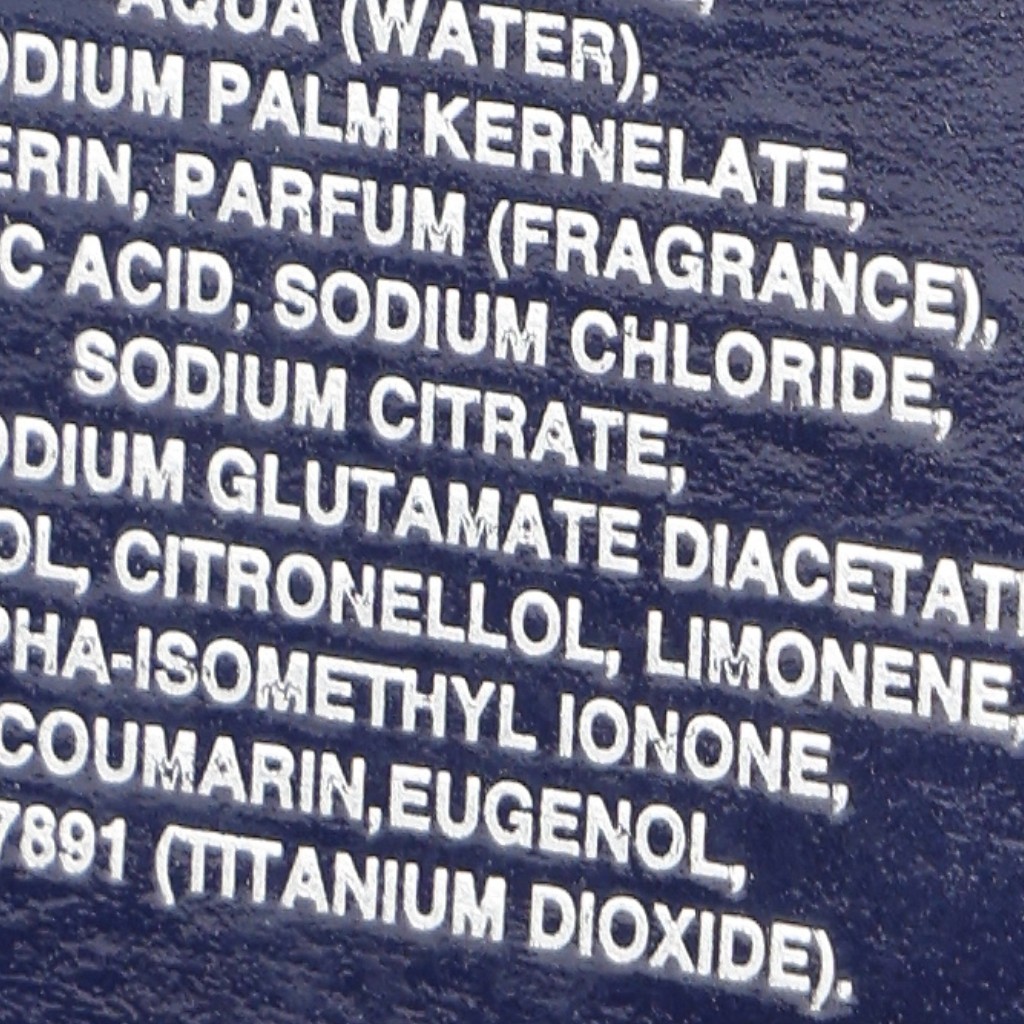 AQUA (WATER),
ODIUM PALM KERNELATE,
ERIN, PARFUM (FRAGRANCE),
C ACID, SODIUM CHLORIDE,
SODIUM CITRATE,
ODIUM GLUTAMATE DIACETAT
OL, CITRONELLOL, LIMONENE,
PHA-ISOMETHYL IONONE,
COUMARIN,EUGENOL,
7891 (TITANIUM DIOXIDE).